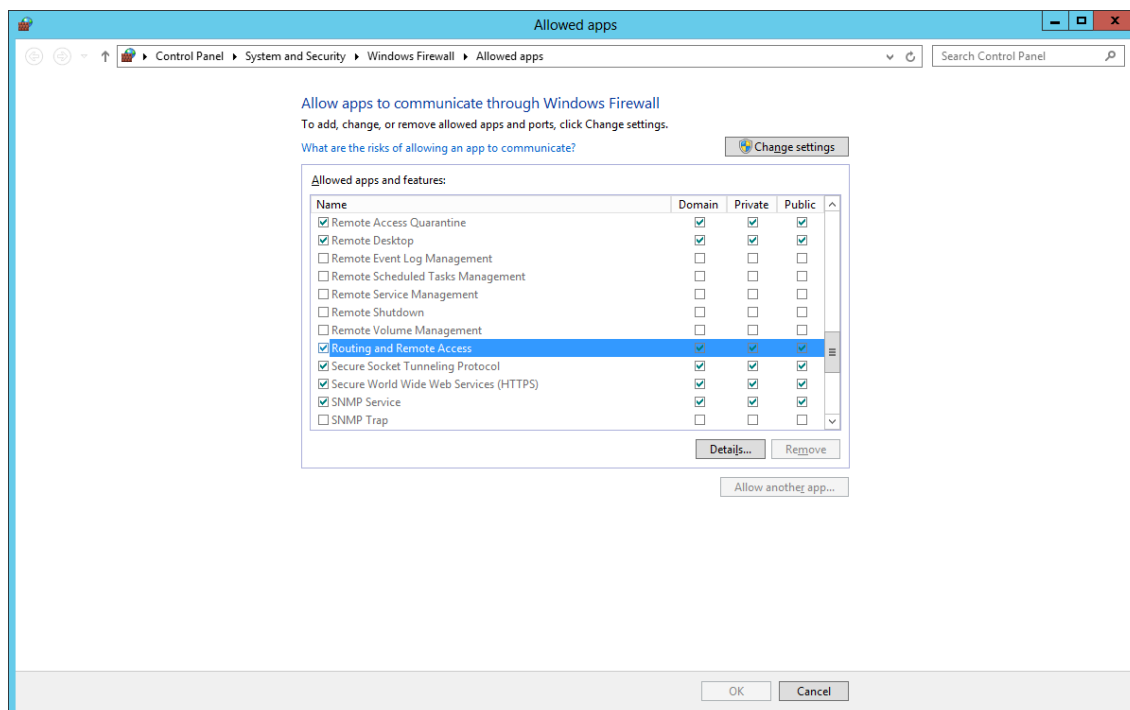 Allowed apps
Control Panel System and Security Windows Firewall Allowed apps
Search Control Panel
Allow apps to communicate through Windows Firewall
To add, change, or remove allowed apps and ports, click Change settings.
What are the risks of allowing an app to communicate?
Change settings
Allowed apps and features:
Name Domain Private Public
Remote Access Quarantine
Remote Desktop
Remote Event Log Management
Remote Scheduled Tasks Management
Remote Service Management
Remote Shutdown
Remote Volume Management
Routing and Remote Access
Secure Socket Tunneling Protocol
Secure World Wide Web Services (HTTPS)
SNMP Service
SNMP Trap
Details... Remove
Allow another app...
OK Cancel